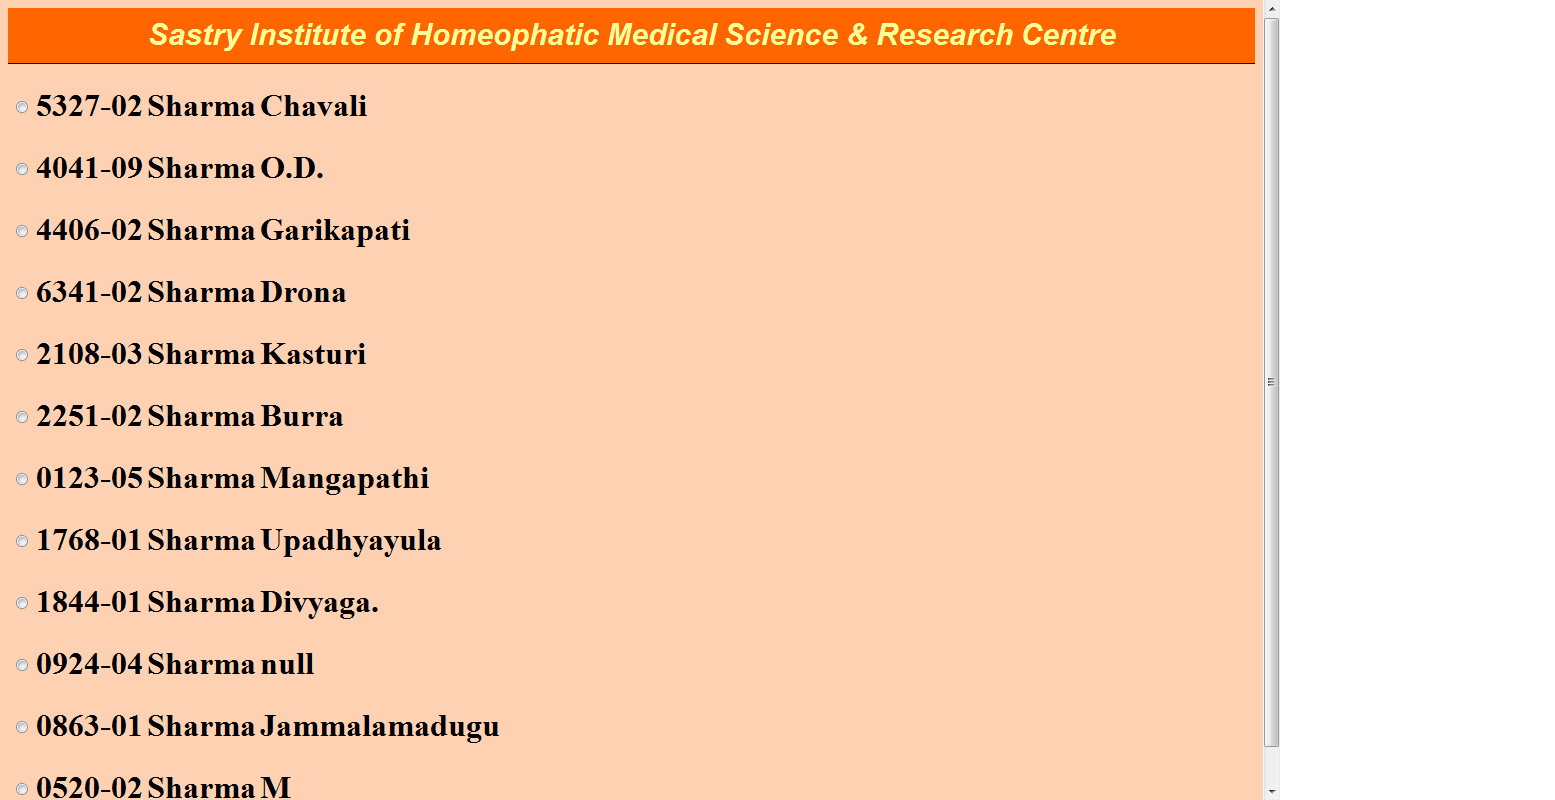 Sastry Institute of Homeophatic Medical Science & Research Centre
5327-02 Sharma Chavali
4041-09 Sharma O.D.
4406-02 Sharma Garikapati
6341-02 Sharma Drona
2108-03 Sharma Kasturi
2251-02 Sharma Burra
0123-05 Sharma Mangapathi
1768-01 Sharma Upadhyayula
1844-01 Sharma Divyaga.
0924-04 Sharma null
0863-01 Sharma Jammalamadugu
0520-02 Sharma M